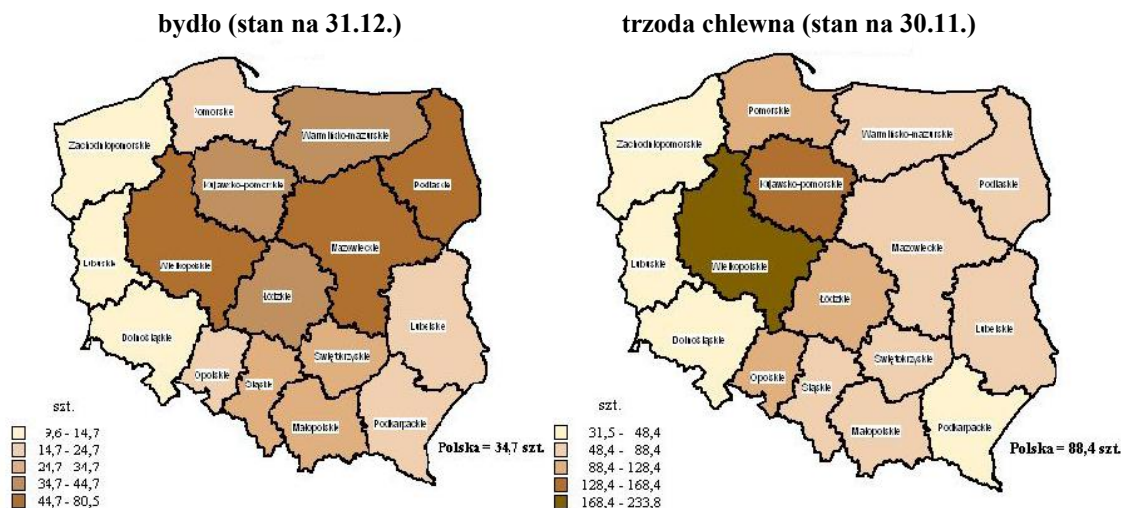 bydło (stan na 31.12.)
Pomorskie
Warmińsko-mazurskie
Zachodniopomorskie
Kujawsko-pomorskie
Podlaskie
Mazowieckie
Lubuskie
Wielkopolskie
Łódzkie
Lubelskie
Dolnośląskie
Świętokrzyskie
Opolskie
Śląskie
Małopolskie
Podkarpackie
szt.
9,6 - 14,7
14,7 - 24,7
24,7 - 34,7
34,7 - 44,7
44,7 - 80,5
Polska = 34,7 szt.
trzoda chlewna (stan na 30.11.)
Pomorskie
Warmińsko-mazurskie
Zachodniopomorskie
Kujawsko-pomorskie
Podlaskie
Mazowieckie
Lubuskie
Wielkopolskie
Łódzkie
Lubelskie
Dolnośląskie
Świętokrzyskie
Opolskie
Śląskie
Małopolskie
Podkarpackie
szt.
31,5 - 48,4
48,4 - 88,4
88,4 - 128,4
128,4 - 168,4
168,4 - 233,8
Polska = 88,4 szt.